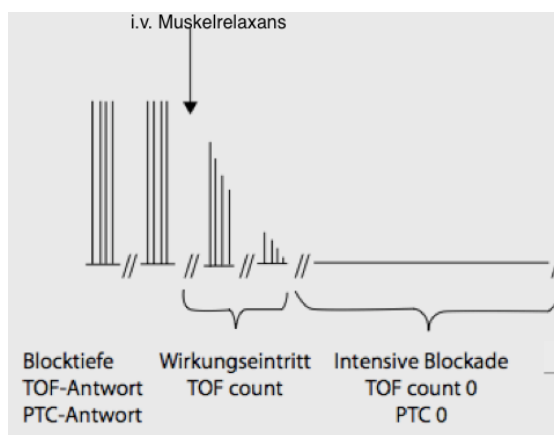 i.v. Muskelrelaxans
Blocktiefe Wirkungseintritt Intensive Blockade
TOF-Antwort TOF count TOF count 0
PTC-Antwort PTC 0